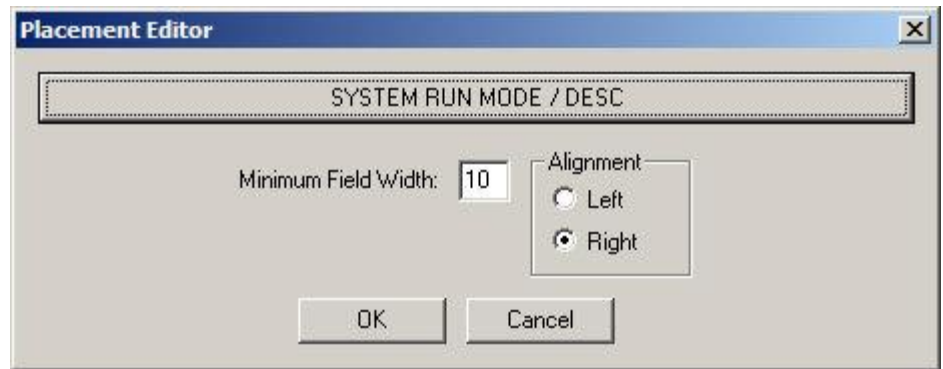 Placement Editor
SYSTEM RUN MODE / DESC
Minimum Field Width: 10
Alignment
Left
Right
OK Cancel